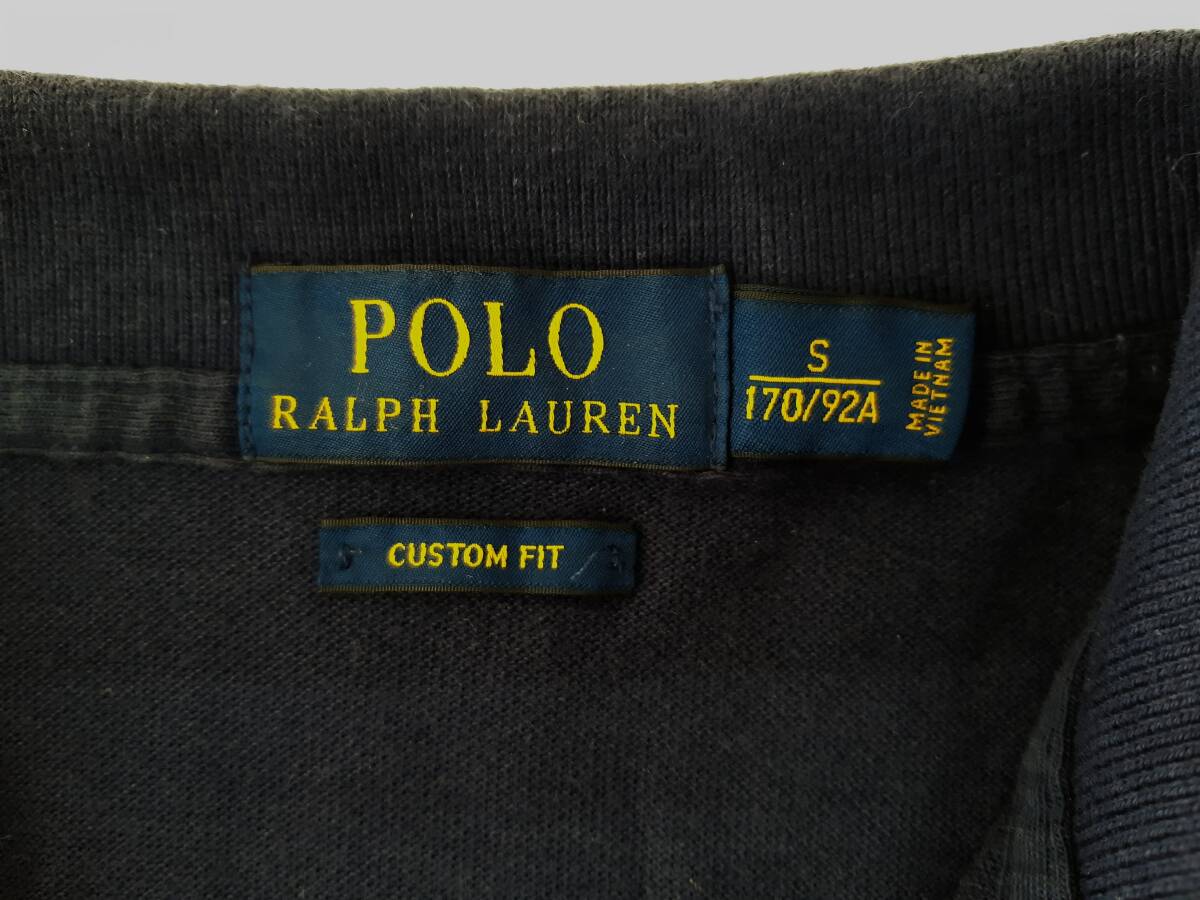 POLO
RALPH LAUREN
S
170/92A
MADE IN
VIETNAM
CUSTOM FIT